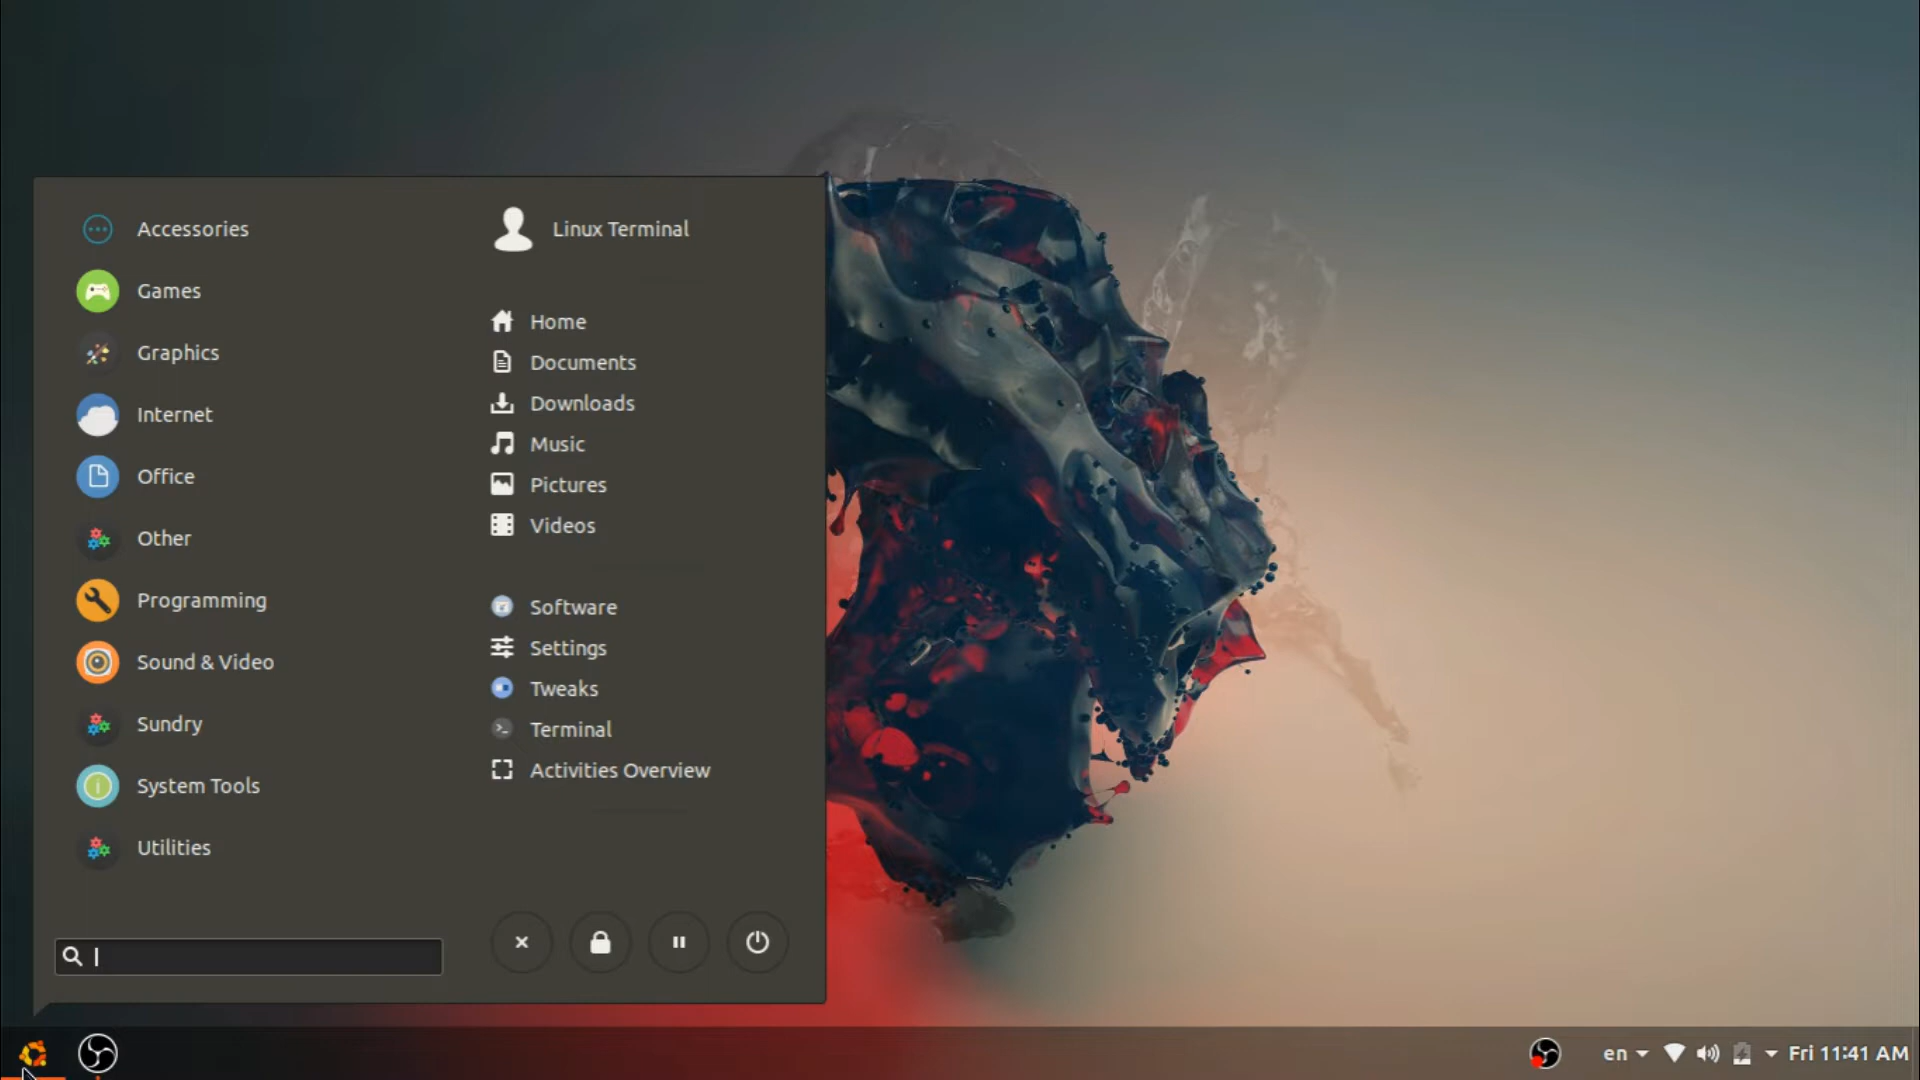 Accessories
Games
Graphics
Internet
Office
Other
Programming
Sound & Video
Sundry
System Tools
Utilities
Linux Terminal
Home
Documents
Downloads
Music
Pictures
Videos
Software
Settings
Tweaks
Terminal
Activities Overview
en
Fri 11:41 AM